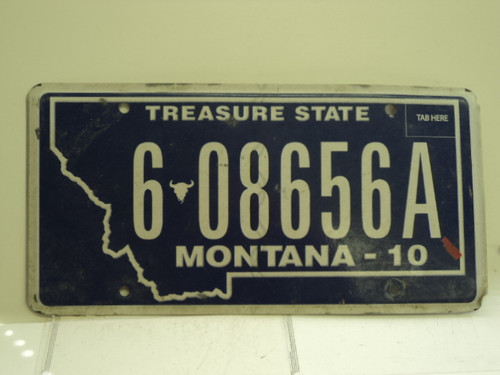 TREASURE STATE
TAB HERE
6 08656A
MONTANA - 10